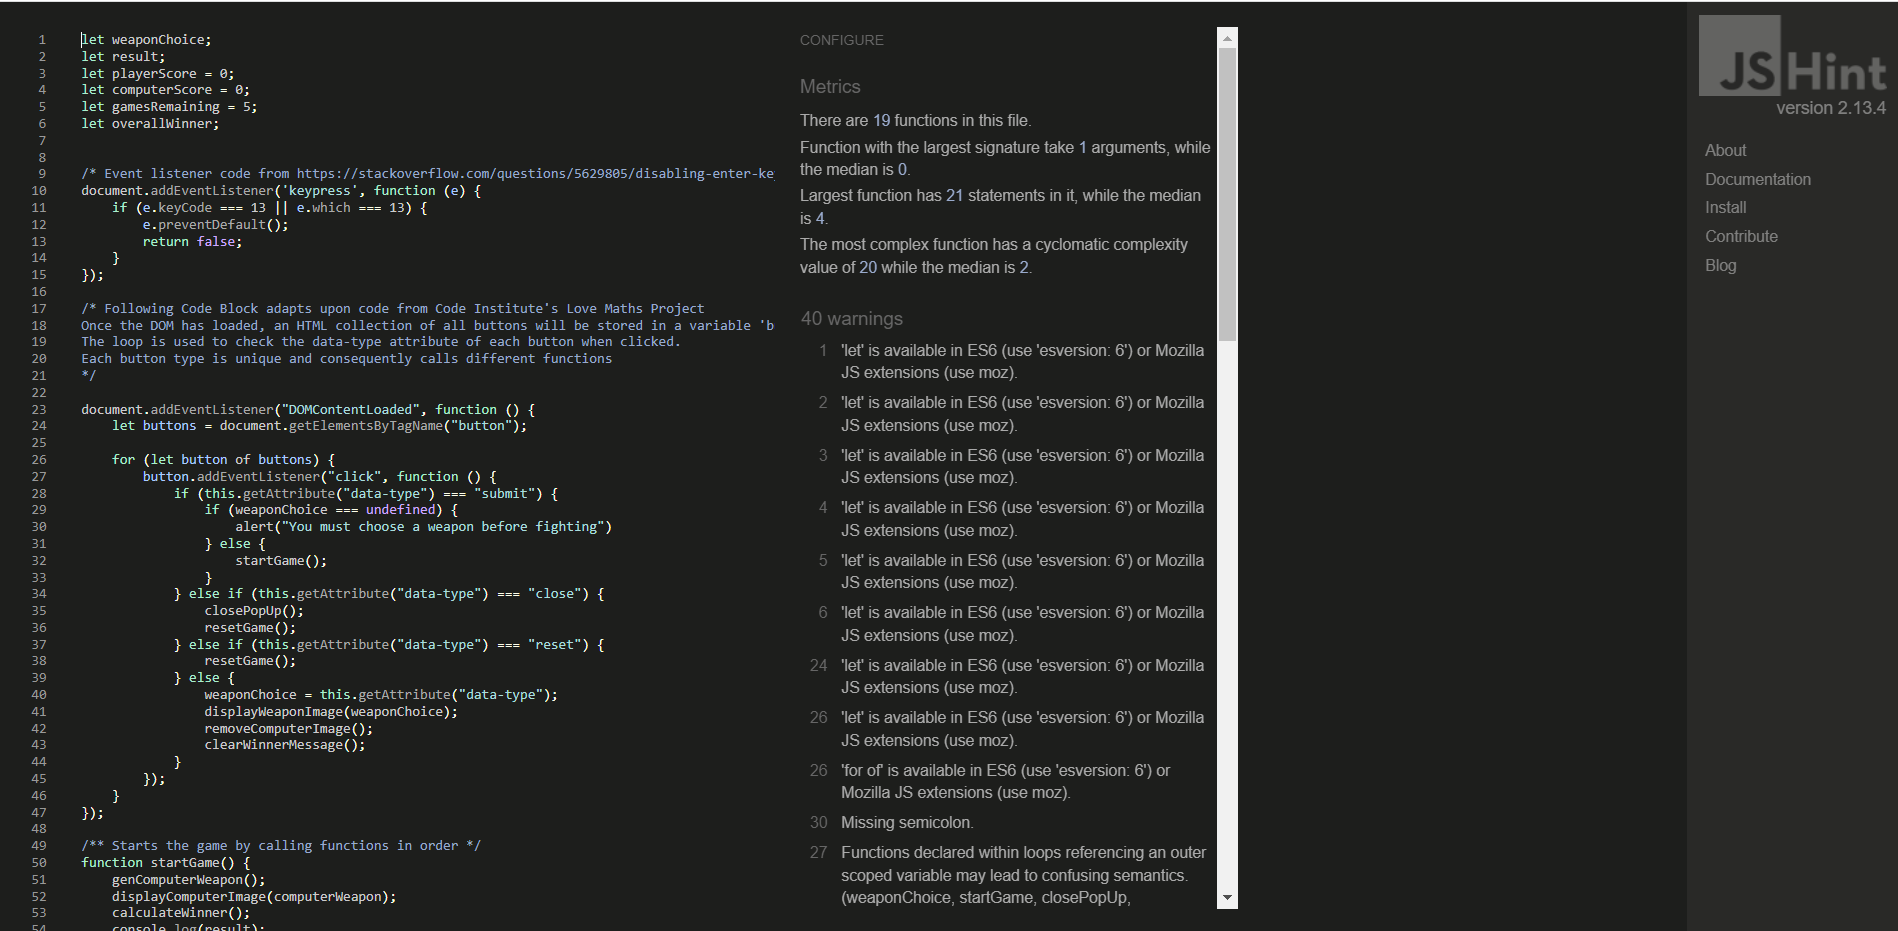 1 let weaponChoice;
2 let result;
3 let playerScore = 0;
4 let computerScore = 0;
5 let gamesRemaining = 5;
6 let overallWinner;
7
8
9 /* Event listener code from https://stackoverflow.com/questions/5629805/disabling-enter-ke
10 document.addEventListener('keypress', function (e) {
11 if (e.keyCode === 13 || e.which === 13) {
12 e.preventDefault();
13 return false;
14 }
15 });
16
17 /* Following Code Block adapts upon code from Code Institute's Love Maths Project
18 Once the DOM has loaded, an HTML collection of all buttons will be stored in a variable 'b
19 The loop is used to check the data-type attribute of each button when clicked.
20 Each button type is unique and consequently calls different functions
21 */
22
23 document.addEventListener("DOMContentLoaded", function () {
24 let buttons = document.getElementsByTagName("button");
25
26 for (let button of buttons) {
27 button.addEventListener("click", function () {
28 if (this.getAttribute("data-type") === "submit") {
29 if (weaponChoice === undefined) {
30 alert("You must choose a weapon before fighting")
31 } else {
32 startGame();
33 }
34 } else if (this.getAttribute("data-type") === "close") {
35 closePopUp();
36 resetGame();
37 } else if (this.getAttribute("data-type") === "reset") {
38 resetGame();
39 } else {
40 weaponChoice = this.getAttribute("data-type");
41 displayWeaponImage(weaponChoice);
42 removeComputerImage();
43 clearWinnerMessage();
44 }
45 });
46 }
47 });
48
49 /** Starts the game by calling functions in order */
50 function startGame() {
51 genComputerWeapon();
52 displayComputerImage(computerWeapon);
53 calculateWinner();
54 console.log(result);
CONFIGURE
Metrics
There are 19 functions in this file.
Function with the largest signature take 1 arguments, while
the median is 0.
Largest function has 21 statements in it, while the median
is 4.
The most complex function has a cyclomatic complexity
value of 20 while the median is 2.
40 warnings
1 'let' is available in ES6 (use 'esversion: 6') or Mozilla
JS extensions (use moz).
2 'let' is available in ES6 (use 'esversion: 6') or Mozilla
JS extensions (use moz).
3 'let' is available in ES6 (use 'esversion: 6') or Mozilla
JS extensions (use moz).
4 'let' is available in ES6 (use 'esversion: 6') or Mozilla
JS extensions (use moz).
5 'let' is available in ES6 (use 'esversion: 6') or Mozilla
JS extensions (use moz).
6 'let' is available in ES6 (use 'esversion: 6') or Mozilla
JS extensions (use moz).
24 'let' is available in ES6 (use 'esversion: 6') or Mozilla
JS extensions (use moz).
26 'let' is available in ES6 (use 'esversion: 6') or Mozilla
JS extensions (use moz).
26 'for of' is available in ES6 (use 'esversion: 6') or
Mozilla JS extensions (use moz).
30 Missing semicolon.
27 Functions declared within loops referencing an outer
scoped variable may lead to confusing semantics.
(weaponChoice, startGame, closePopUp,
JSHint
version 2.13.4
About
Documentation
Install
Contribute
Blog